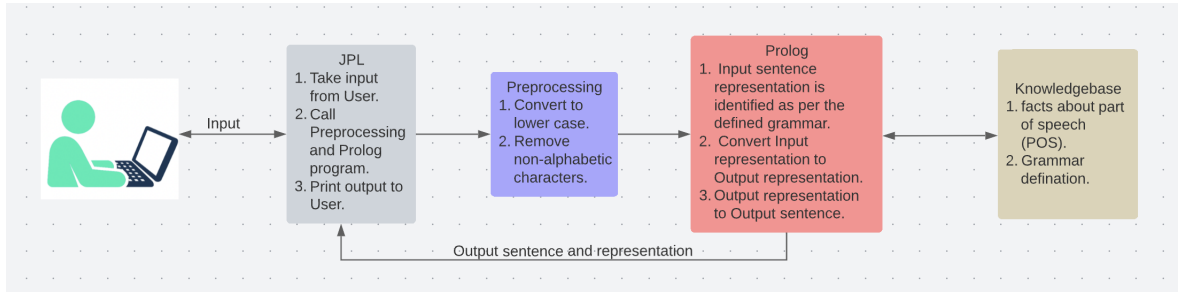 Input
JPL
1. Take input
from User.
2. Call
Preprocessing
and Prolog
program.
3. Print output to
User.
Preprocessing
1. Convert to
lower case.
2. Remove
non-alphabetic
characters.
Prolog
1. Input sentence
representation is
identified as per the
defined grammar.
2. Convert Input
representation to
Output representation.
3. Output representation
to Output sentence.
Knowledgebase
1. facts about part
of speech
(POS).
2. Grammar
defination.
Output sentence and representation